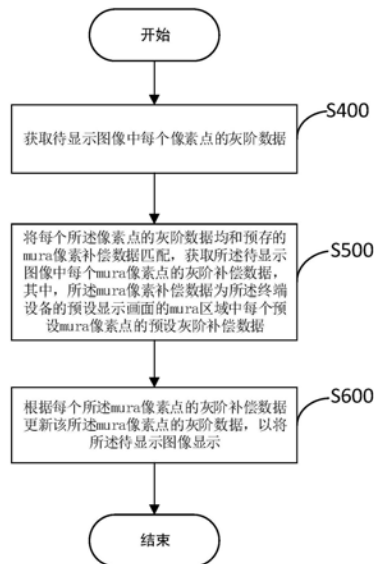 开始
S400
获取待显示图像中每个像素点的灰阶数据
将每个所述像素点的灰阶数据均和预存的
mura像素补偿数据匹配，获取所述待显示
图像中每个mura像素点的灰阶补偿数据，
其中，所述mura像素补偿数据为所述终端
设备的预设显示画面的mura区域中每个预
设mura像素点的预设灰阶补偿数据
S500
根据每个所述mura像素点的灰阶补偿数据
更新该所述mura像素点的灰阶数据，以将
所述待显示图像显示
S600
结束